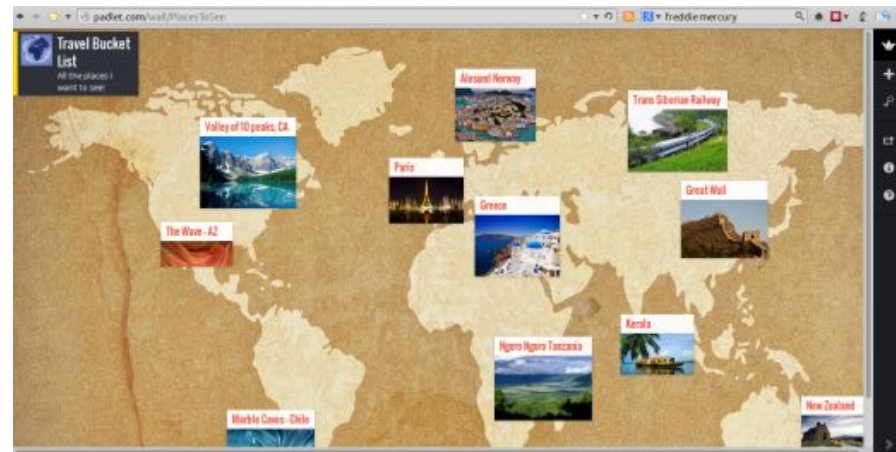 padlet.com/wall/PlacesToSee
freddie mercury
Travel Bucket
List
All the places I
want to see!
Alesund Norway
Trans Siberian Railway
Valley of 10 peaks, CA
Paris
Great Wall
Greece
The Wave - AZ
Kerala
Ngoro Ngoro Tanzania
New Zealand
Marble Caves - Chile